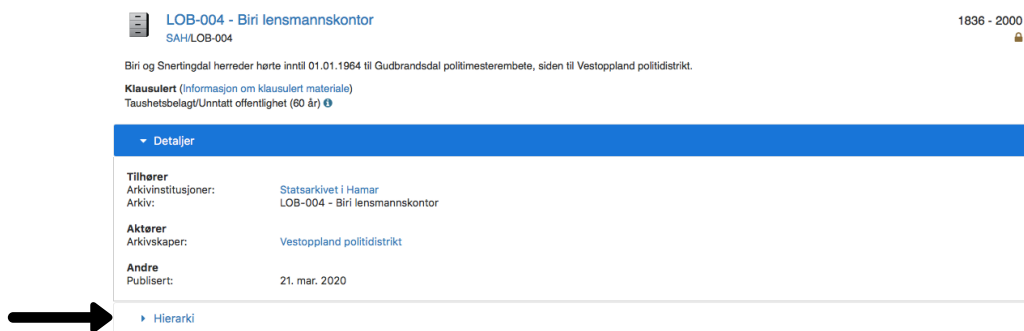 LOB-004 - Biri lensmannskontor
1836 - 2000
SAH/LOB-004
Biri og Snertingdal herreder hørte inntil 01.01.1964 til Gudbrandsdal politimesterembete, siden til Vestoppland politidistrikt.
Klausulert (Informasjon om klausulert materiale)
Taushetsbelagt/Unntatt offentlighet (60 år)
Detaljer
Tilhører
Arkivinstitusjoner: Statsarkivet i Hamar
Arkiv: LOB-004 - Biri lensmannskontor
Aktører
Arkivskaper: Vestoppland politidistrikt
Andre
Publisert: 21. mar. 2020
Hierarki